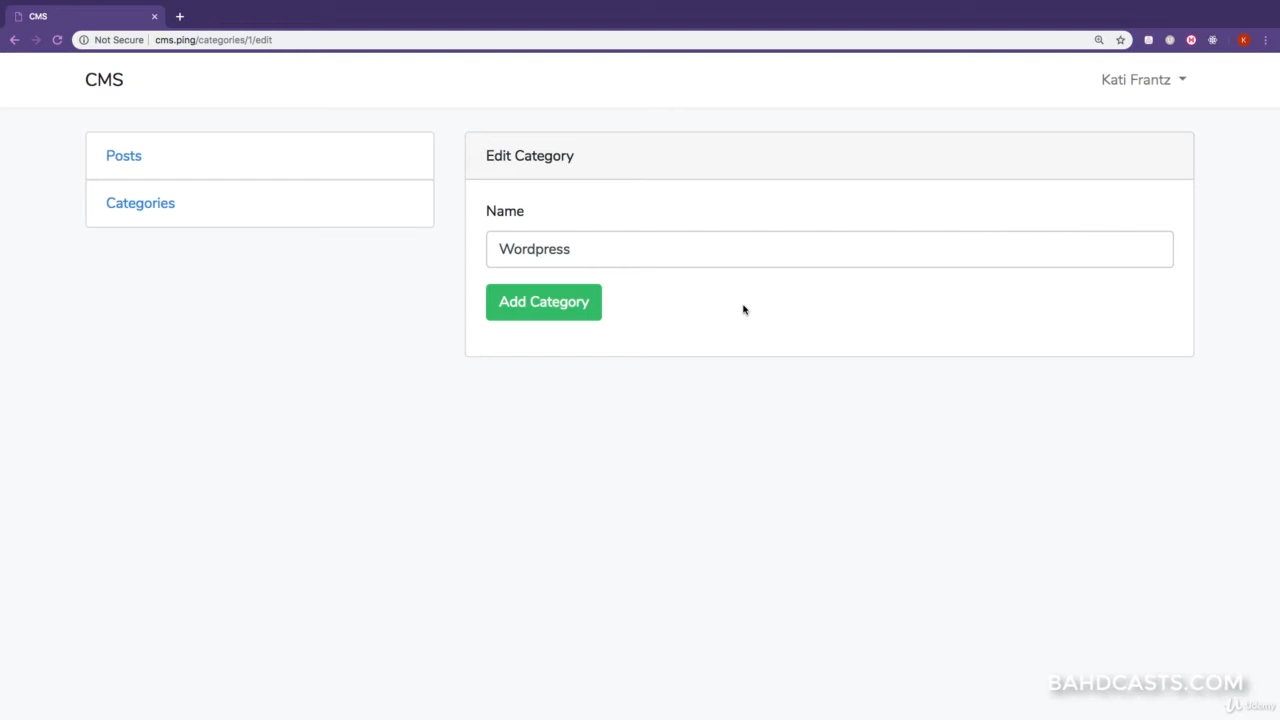 CMS
Not Secure
cms.ping/categories/1/edit
K
CMS
Kati Frantz
Posts
Categories
Edit Category
Name
Wordpress
Add Category
BAHDCASTS.COM
Udemy